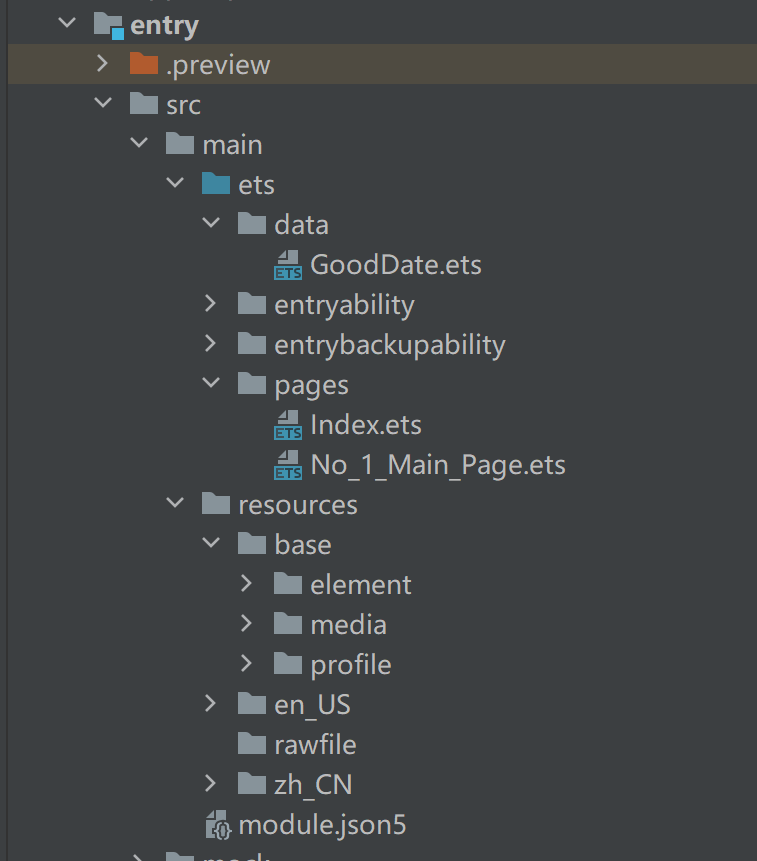 entry
.preview
src
main
ets
data
ETS GoodDate.ets
entryability
entrybackupability
pages
ETS Index.ets
ETS No_1_Main_Page.ets
resources
base
element
media
profile
en_US
rawfile
zh_CN
{} module.json5